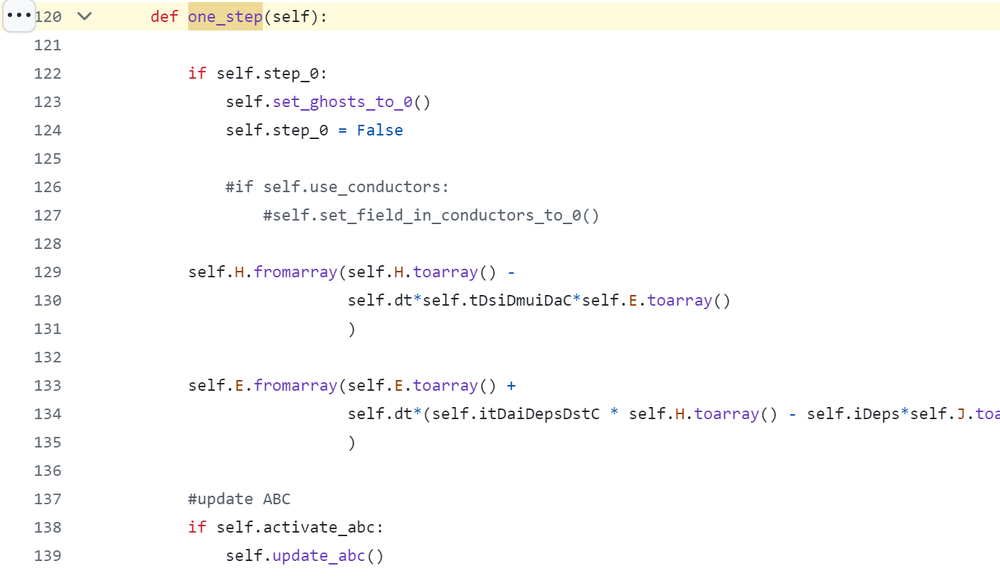 120 def one_step(self):
121
122 if self.step_0:
123 self.set_ghosts_to_0()
124 self.step_0 = False
125
126 #if self.use_conductors:
127 #self.set_field_in_conductors_to_0()
128
129 self.H.fromarray(self.H.toarray() -
130 self.dt*self.tDsiDmuiDaC*self.E.toarray()
131 )
132
133 self.E.fromarray(self.E.toarray() +
134 self.dt*(self.itDaiDepsDstC * self.H.toarray() - self.iDeps*self.J.toa
135 )
136
137 #update ABC
138 if self.activate_abc:
139 self.update_abc()